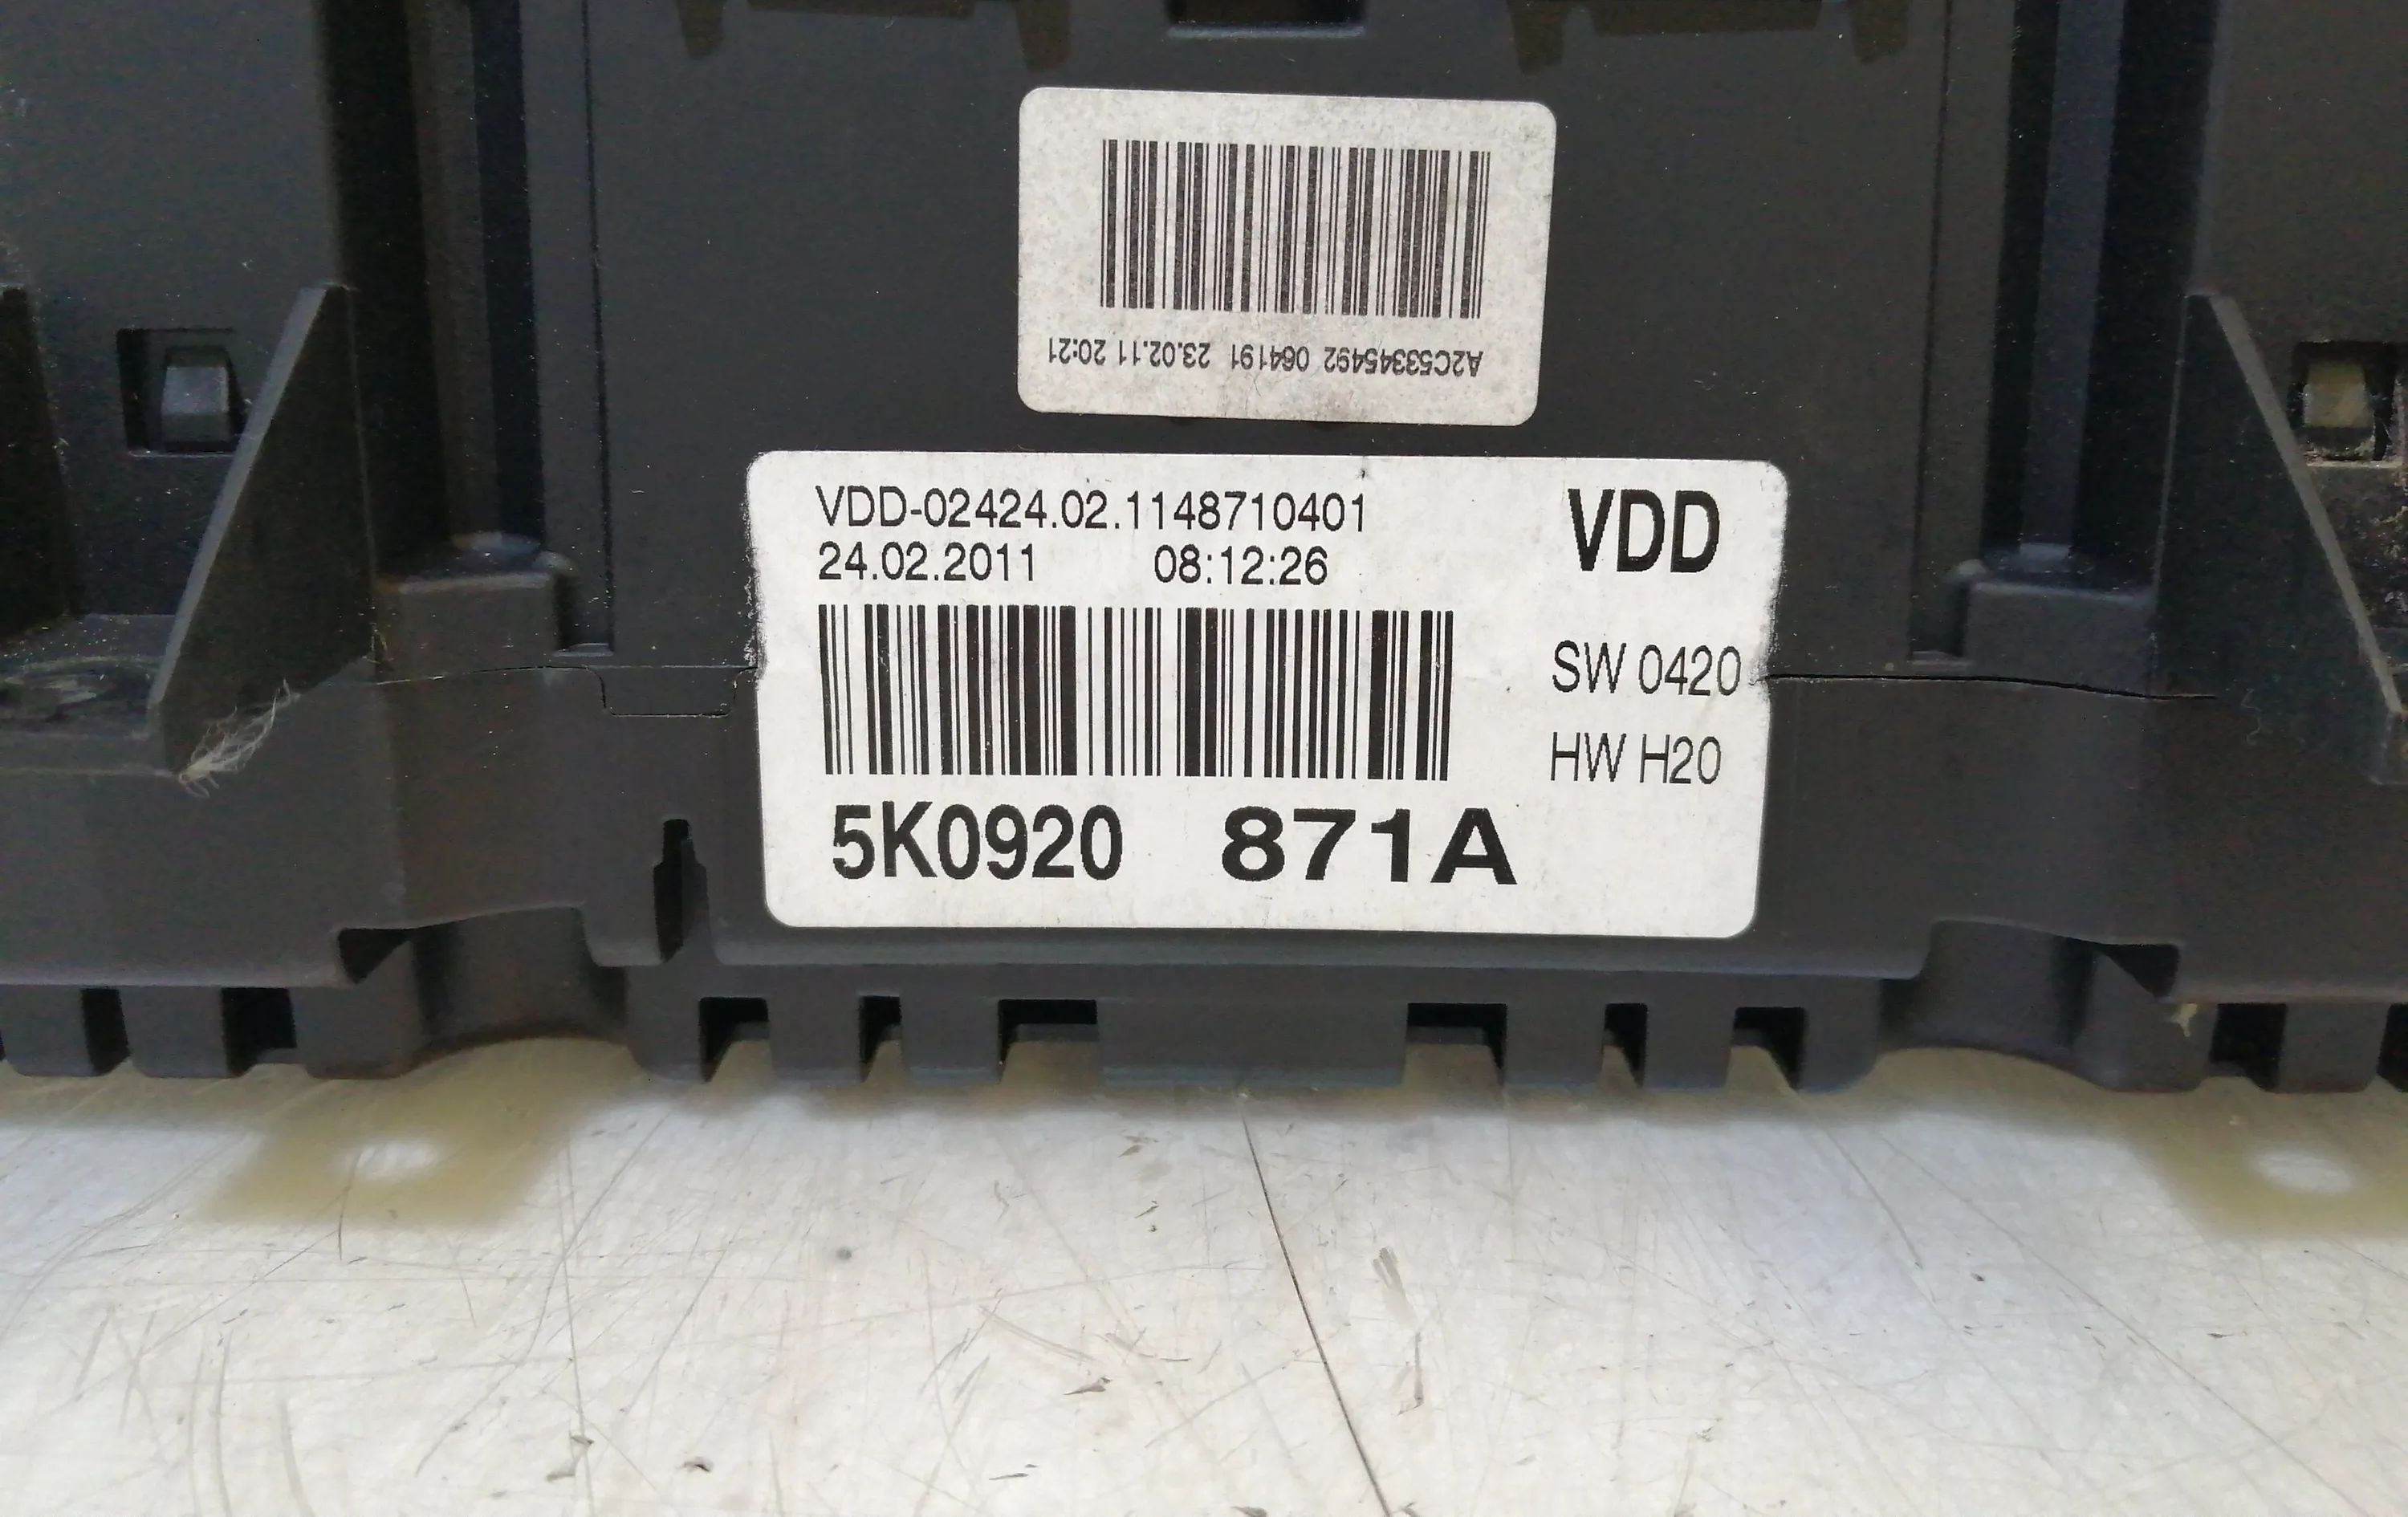 A2C53345492 064191 23.02.11 20:21
VDD-02424.02.1148710401
VDD
24.02.2011 08:12:26
SW 0420
HW H20
5K0920 871A